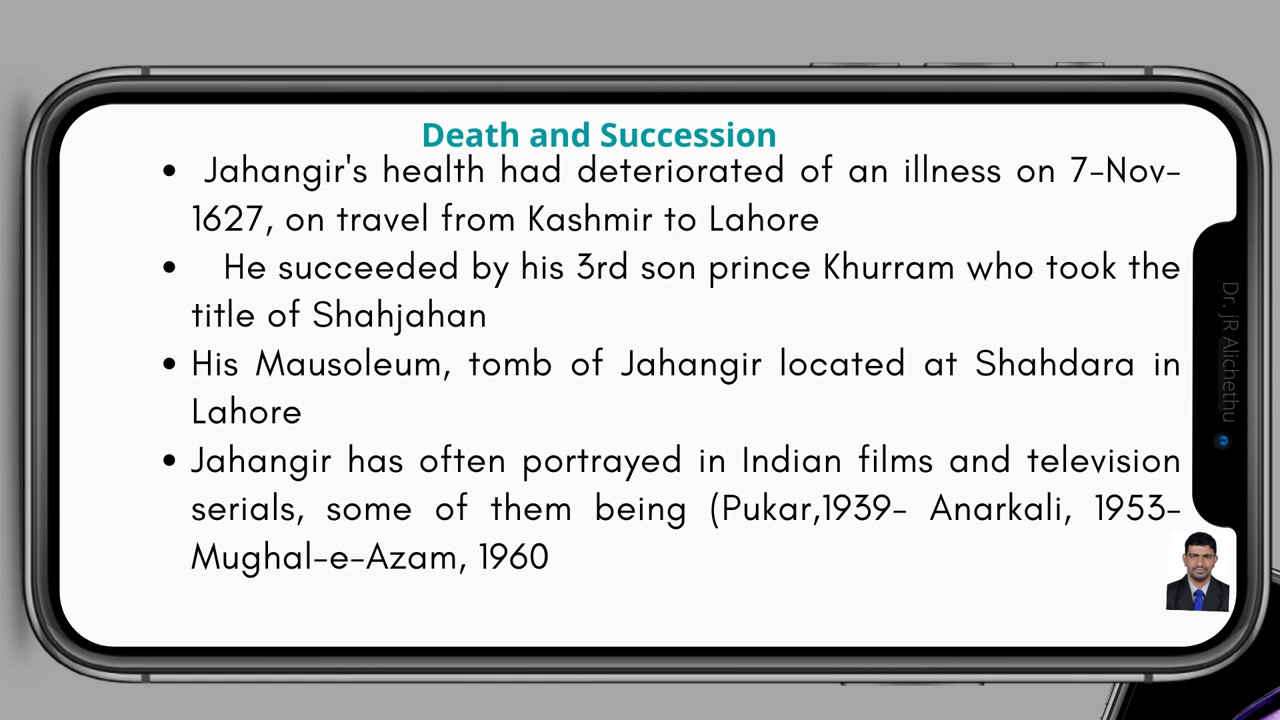 Death and Succession
Jahangir's health had deteriorated of an illness on 7-Nov-
1627, on travel from Kashmir to Lahore
He succeeded by his 3rd son prince Khurram who took the
title of Shahjahan
His Mausoleum, tomb of Jahangir located at Shahdara in
Lahore
Jahangir has often portrayed in Indian films and television
serials, some of them being (Pukar,1939- Anarkali, 1953-
Mughal-e-Azam, 1960
Dr. jR Alichethu